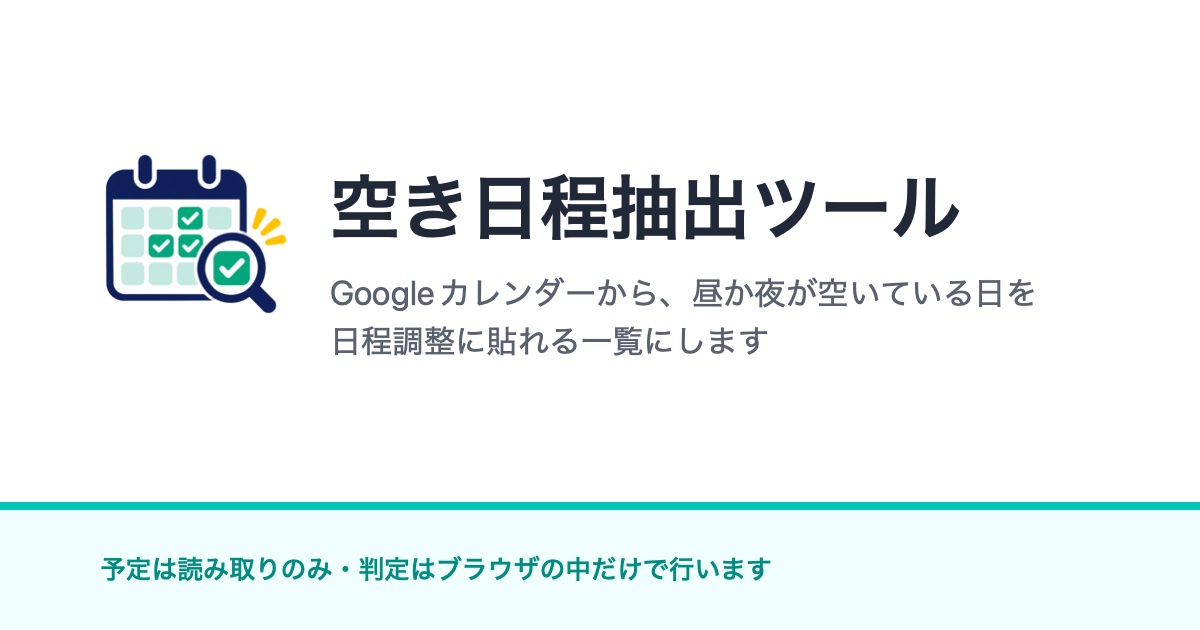 空き日程抽出ツール
Googleカレンダーから、昼か夜が空いている日を
日程調整に貼れる一覧にします
予定は読み取りのみ・判定はブラウザの中だけで行います